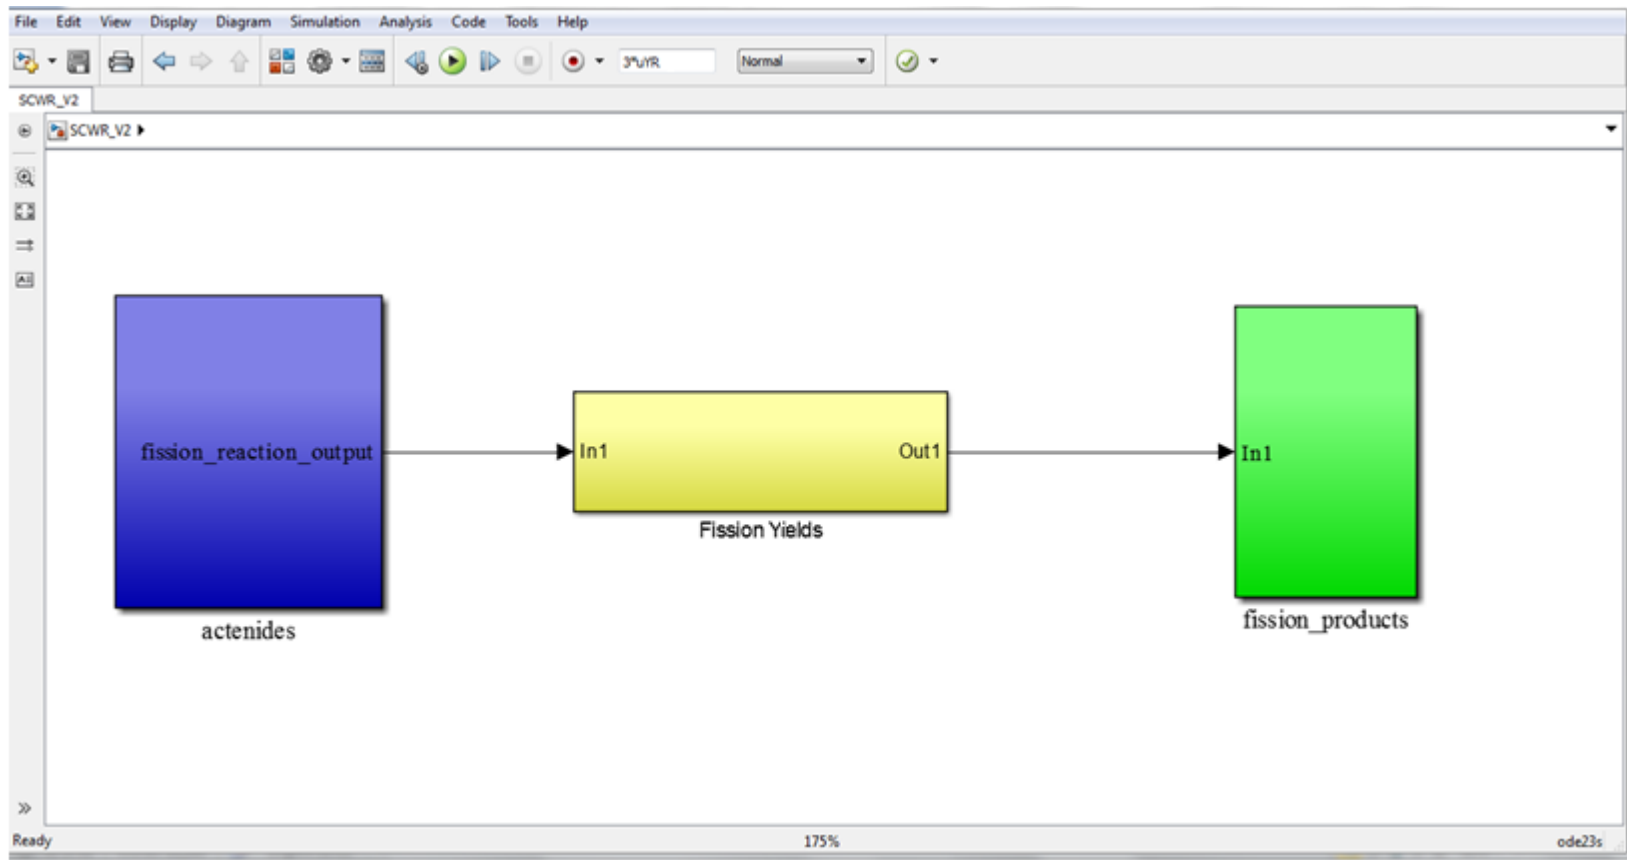 File Edit View Display Diagram Simulation Analysis Code Tools Help
3*uYR Normal
SCWR_V2
SCWR_V2
fission_reaction_output
In1 Out1
In1
Fission Yields
fission_products
actenides
Ready 175% ode23s